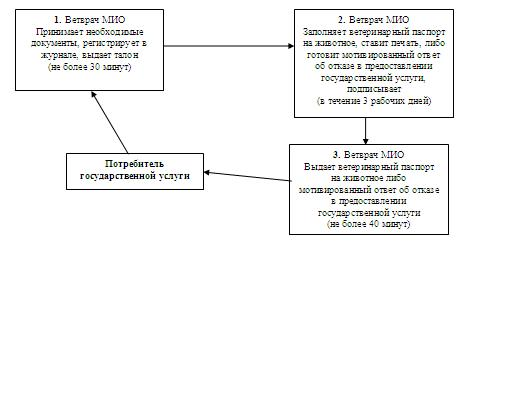 1. Ветврач МИО
Принимает необходимые
документы, регистрирует в
журнале, выдает талон
(не более 30 минут)
2. Ветврач МИО
Заполняет ветеринарный паспорт
на животное, ставит печать, либо
готовит мотивированный ответ
об отказе в предоставлении
государственной услуги,
подписывает
(в течение 3 рабочих дней)
3. Ветврач МИО
Выдает ветеринарный паспорт
на животное либо
мотивированный ответ об отказе
в предоставлении
государственной услуги
(не более 40 минут)
Потребитель
государственной услуги